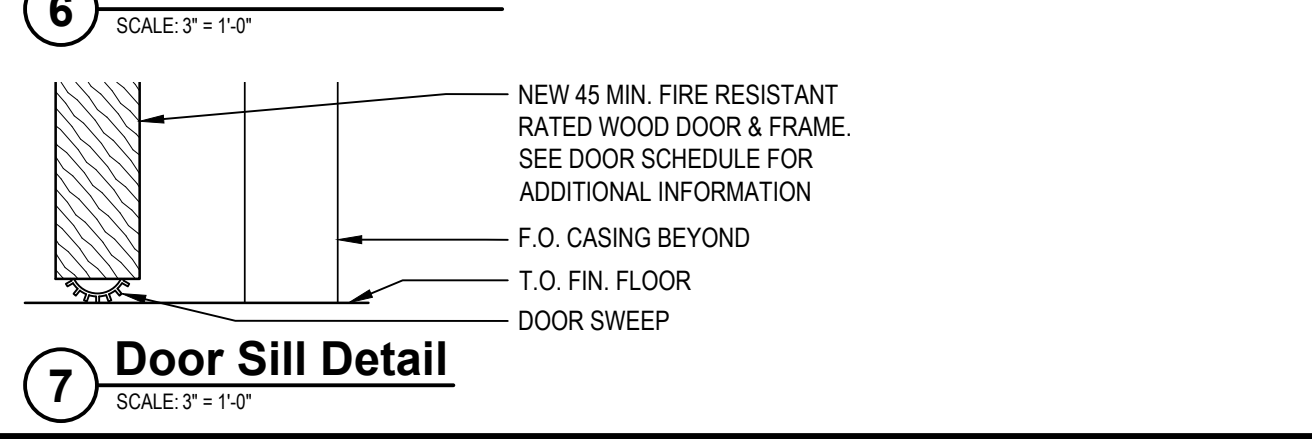 6
SCALE: 3" = 1'-0"
NEW 45 MIN. FIRE RESISTANT
RATED WOOD DOOR & FRAME.
SEE DOOR SCHEDULE FOR
ADDITIONAL INFORMATION
F.O. CASING BEYOND
T.O. FIN. FLOOR
DOOR SWEEP
7 Door Sill Detail
SCALE: 3" = 1'-0"